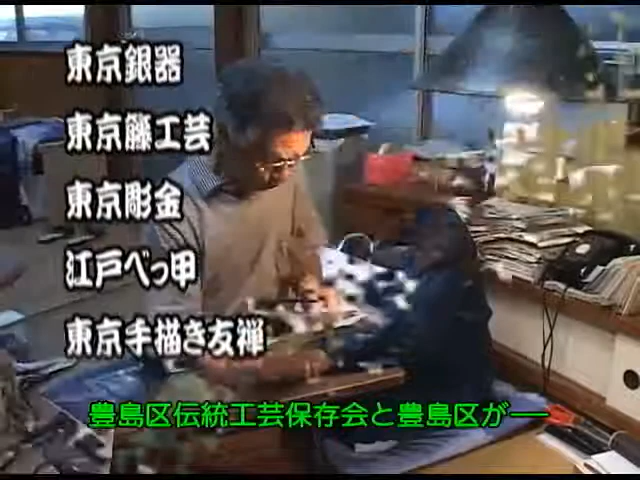 東京銀器
東京籐工芸
東京彫金
江戸べっ甲
東京手描き友禅
豊島区伝統工芸保存会と豊島区が──